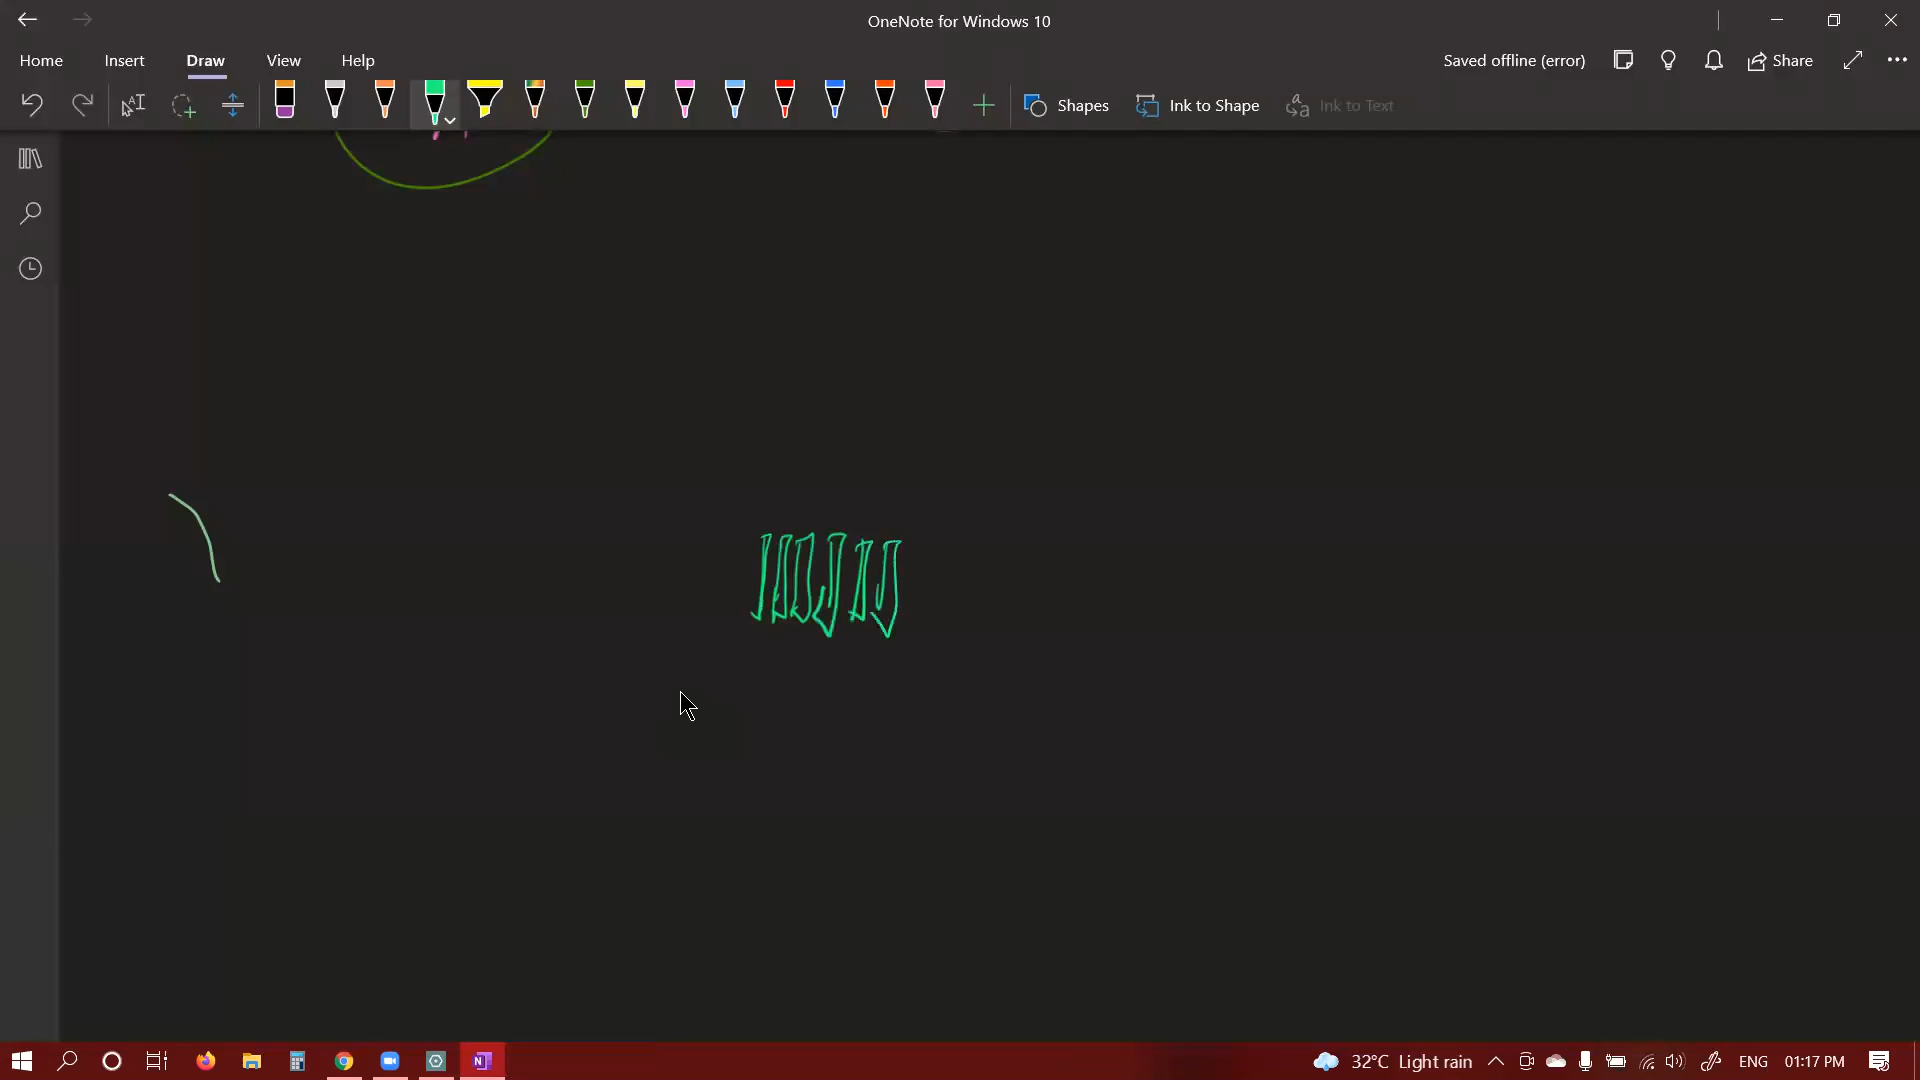 OneNote for Windows 10
Home Insert Draw View Help
Saved offline (error) Share
Shapes Ink to Shape Ink to Text
32°C Light rain ENG 01:17 PM